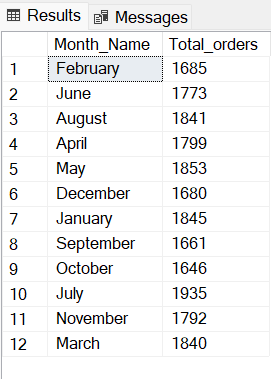 Results Messages
Month_Name Total_orders
1 February 1685
2 June 1773
3 August 1841
4 April 1799
5 May 1853
6 December 1680
7 January 1845
8 September 1661
9 October 1646
10 July 1935
11 November 1792
12 March 1840